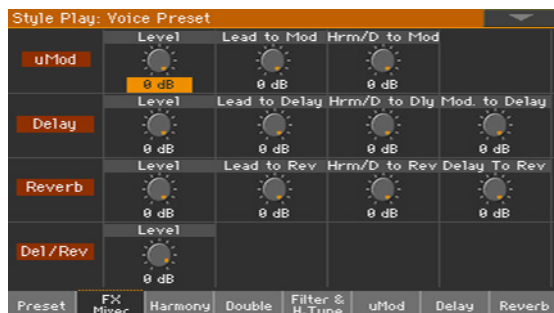 Style Play: Voice Preset
Level Lead to Mod Hrm/D to Mod
uMod
0 dB 0 dB 0 dB
Level Lead to Delay Hrm/D to Dly Mod. to Delay
Delay
0 dB 0 dB 0 dB 0 dB
Level Lead to Rev Hrm/D to Rev Delay To Rev
Reverb
0 dB 0 dB 0 dB 0 dB
Level
Del/Rev
0 dB
Preset FX Mixer Harmony Double Filter & H.Tune uMod Delay Reverb